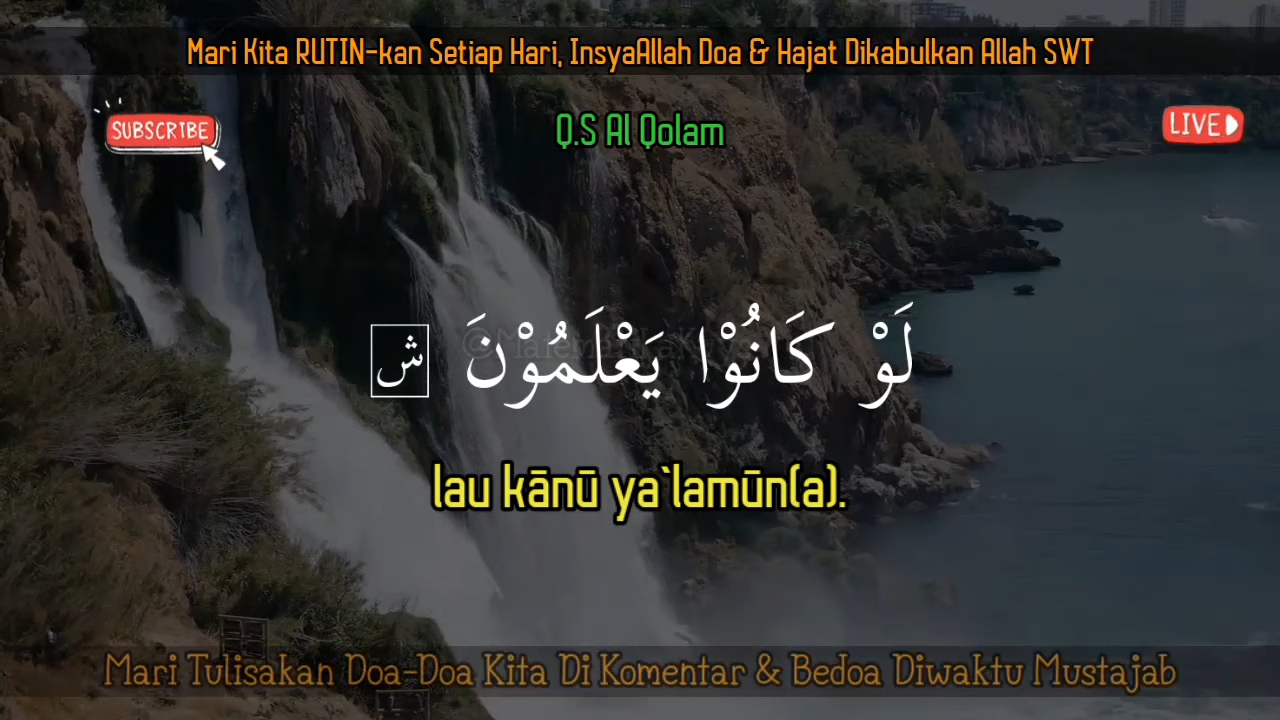 Mari Kita RUTIN-kan Setiap Hari, InsyaAllah Doa & Hajat Dikabulkan Allah SWT
SUBSCRIBE
Q.S Al Qolam
LIVE
لَوْ كَانُوْا يَعْلَمُوْنَ ش
lau kānū ya`lamūn(a).
Mari Tulisakan Doa-Doa Kita Di Komentar & Bedoa Diwaktu Mustajab